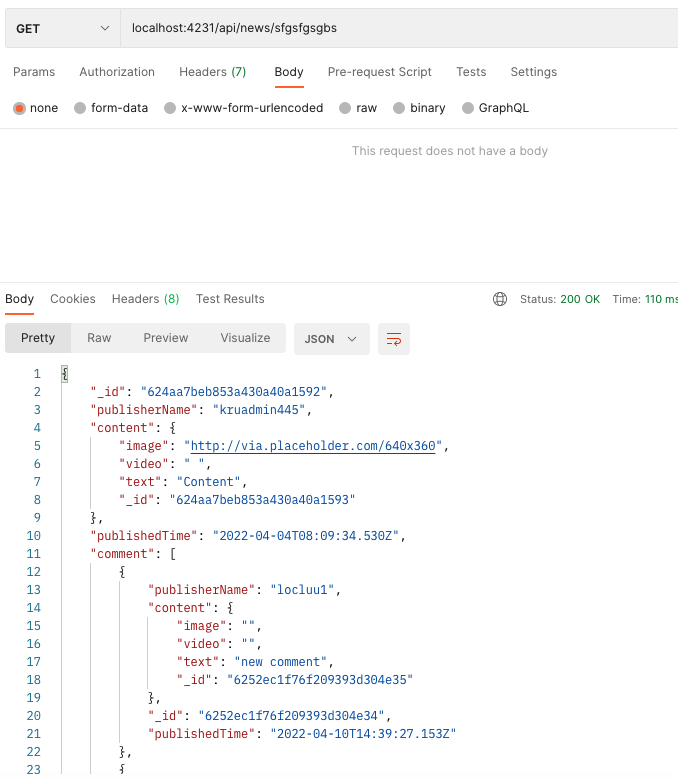 GET localhost:4231/api/news/sfgsfgsgbs
Params Authorization Headers (7) Body Pre-request Script Tests Settings
none form-data x-www-form-urlencoded raw binary GraphQL
This request does not have a body
Body Cookies Headers (8) Test Results Status: 200 OK Time: 110 ms
Pretty Raw Preview Visualize JSON
1 {
2 "_id": "624aa7beb853a430a40a1592",
3 "publisherName": "kruadmin445",
4 "content": {
5 "image": "http://via.placeholder.com/640x360",
6 "video": " ",
7 "text": "Content",
8 "_id": "624aa7beb853a430a40a1593"
9 },
10 "publishedTime": "2022-04-04T08:09:34.530Z",
11 "comment": [
12 {
13 "publisherName": "locluu1",
14 "content": {
15 "image": "",
16 "video": "",
17 "text": "new comment",
18 "_id": "6252ec1f76f209393d304e35"
19 },
20 "_id": "6252ec1f76f209393d304e34",
21 "publishedTime": "2022-04-10T14:39:27.153Z"
22 },
23 {